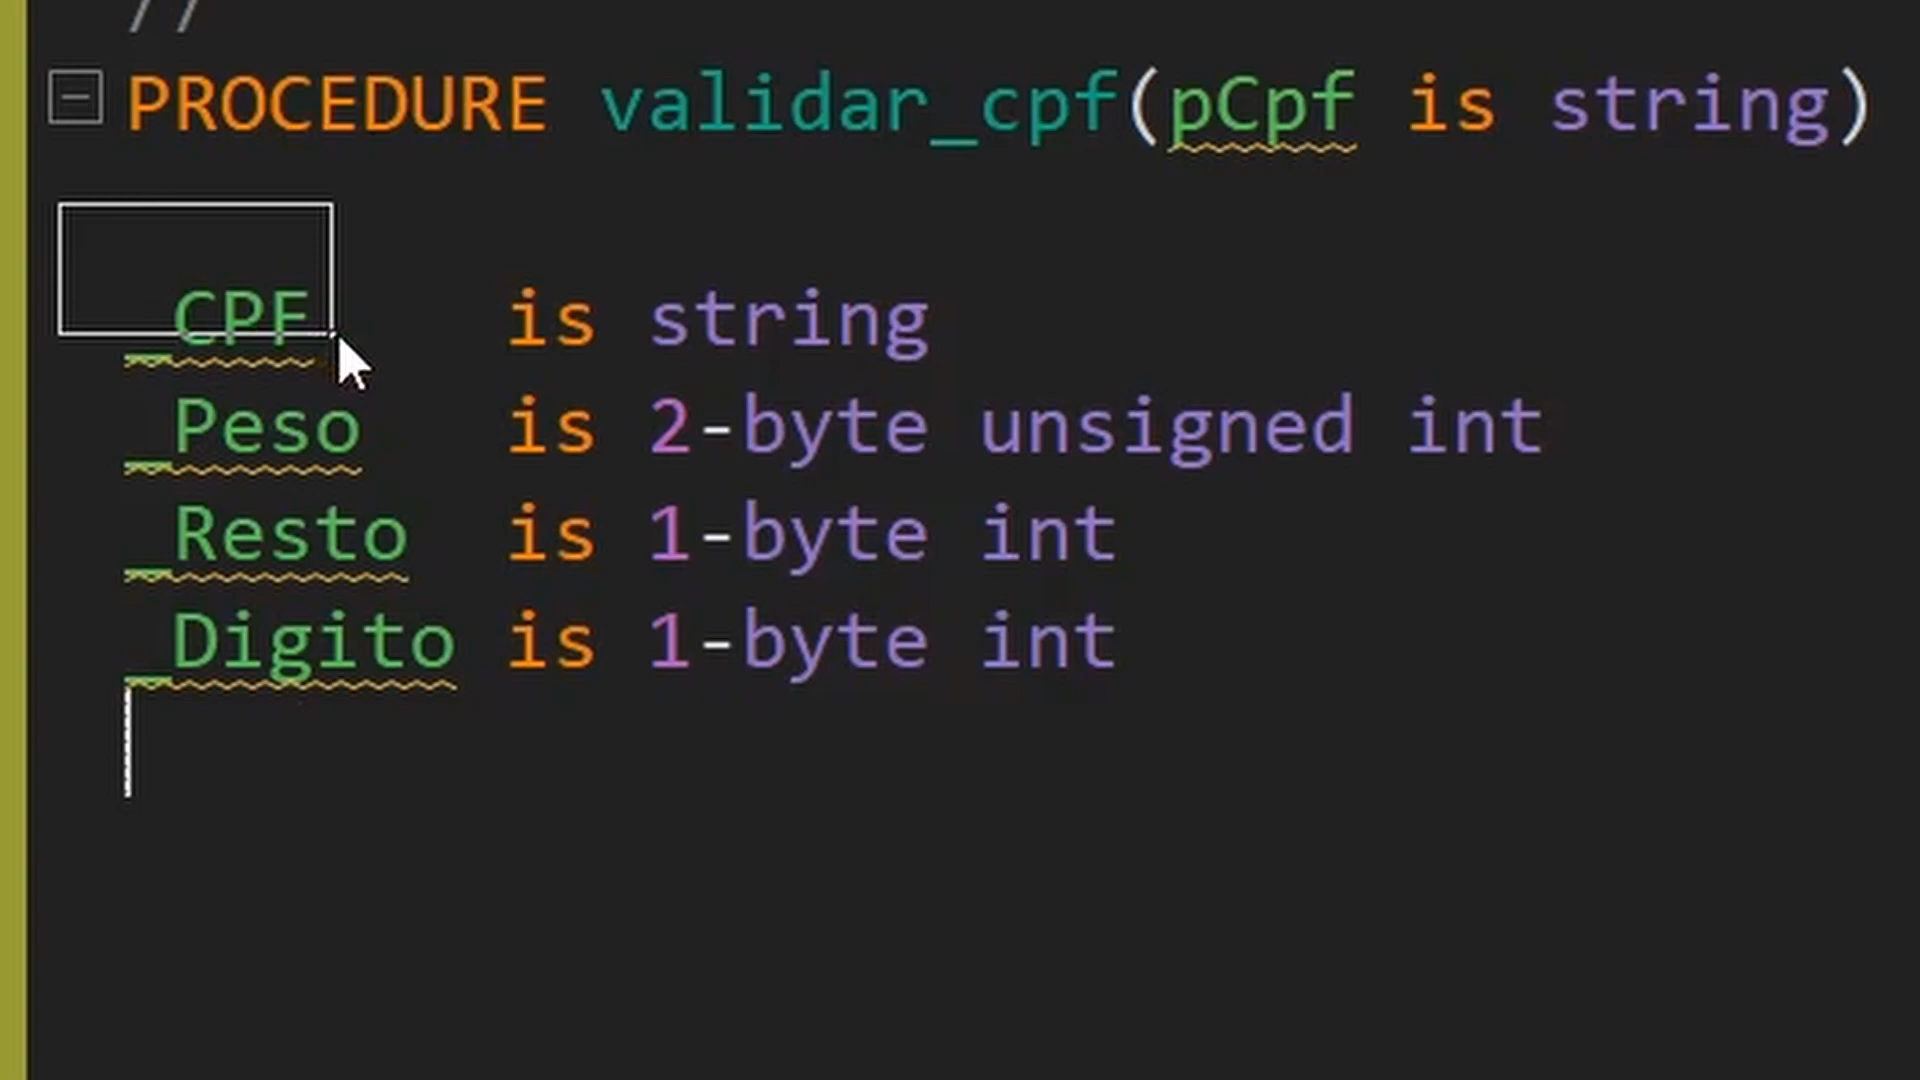 //
PROCEDURE validar_cpf(pCpf is string)
_CPF is string
_Peso is 2-byte unsigned int
_Resto is 1-byte int
_Digito is 1-byte int